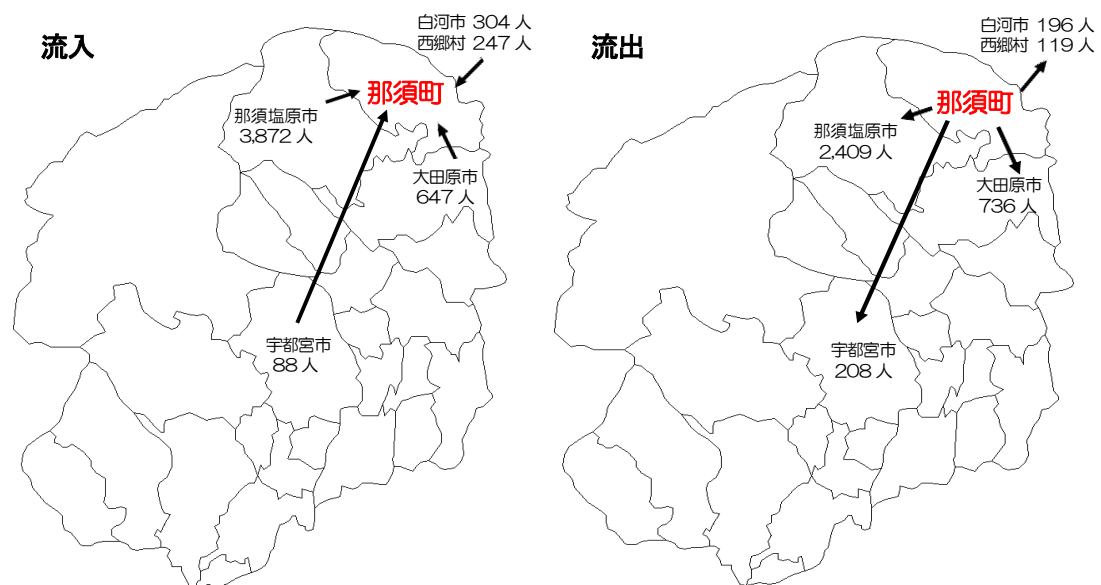 流入
白河市 304 人
西郷村 247 人
那須町
那須塩原市
3,872 人
大田原市
647 人
宇都宮市
88 人
流出
白河市 196 人
西郷村 119 人
那須町
那須塩原市
2,409 人
大田原市
736 人
宇都宮市
208 人